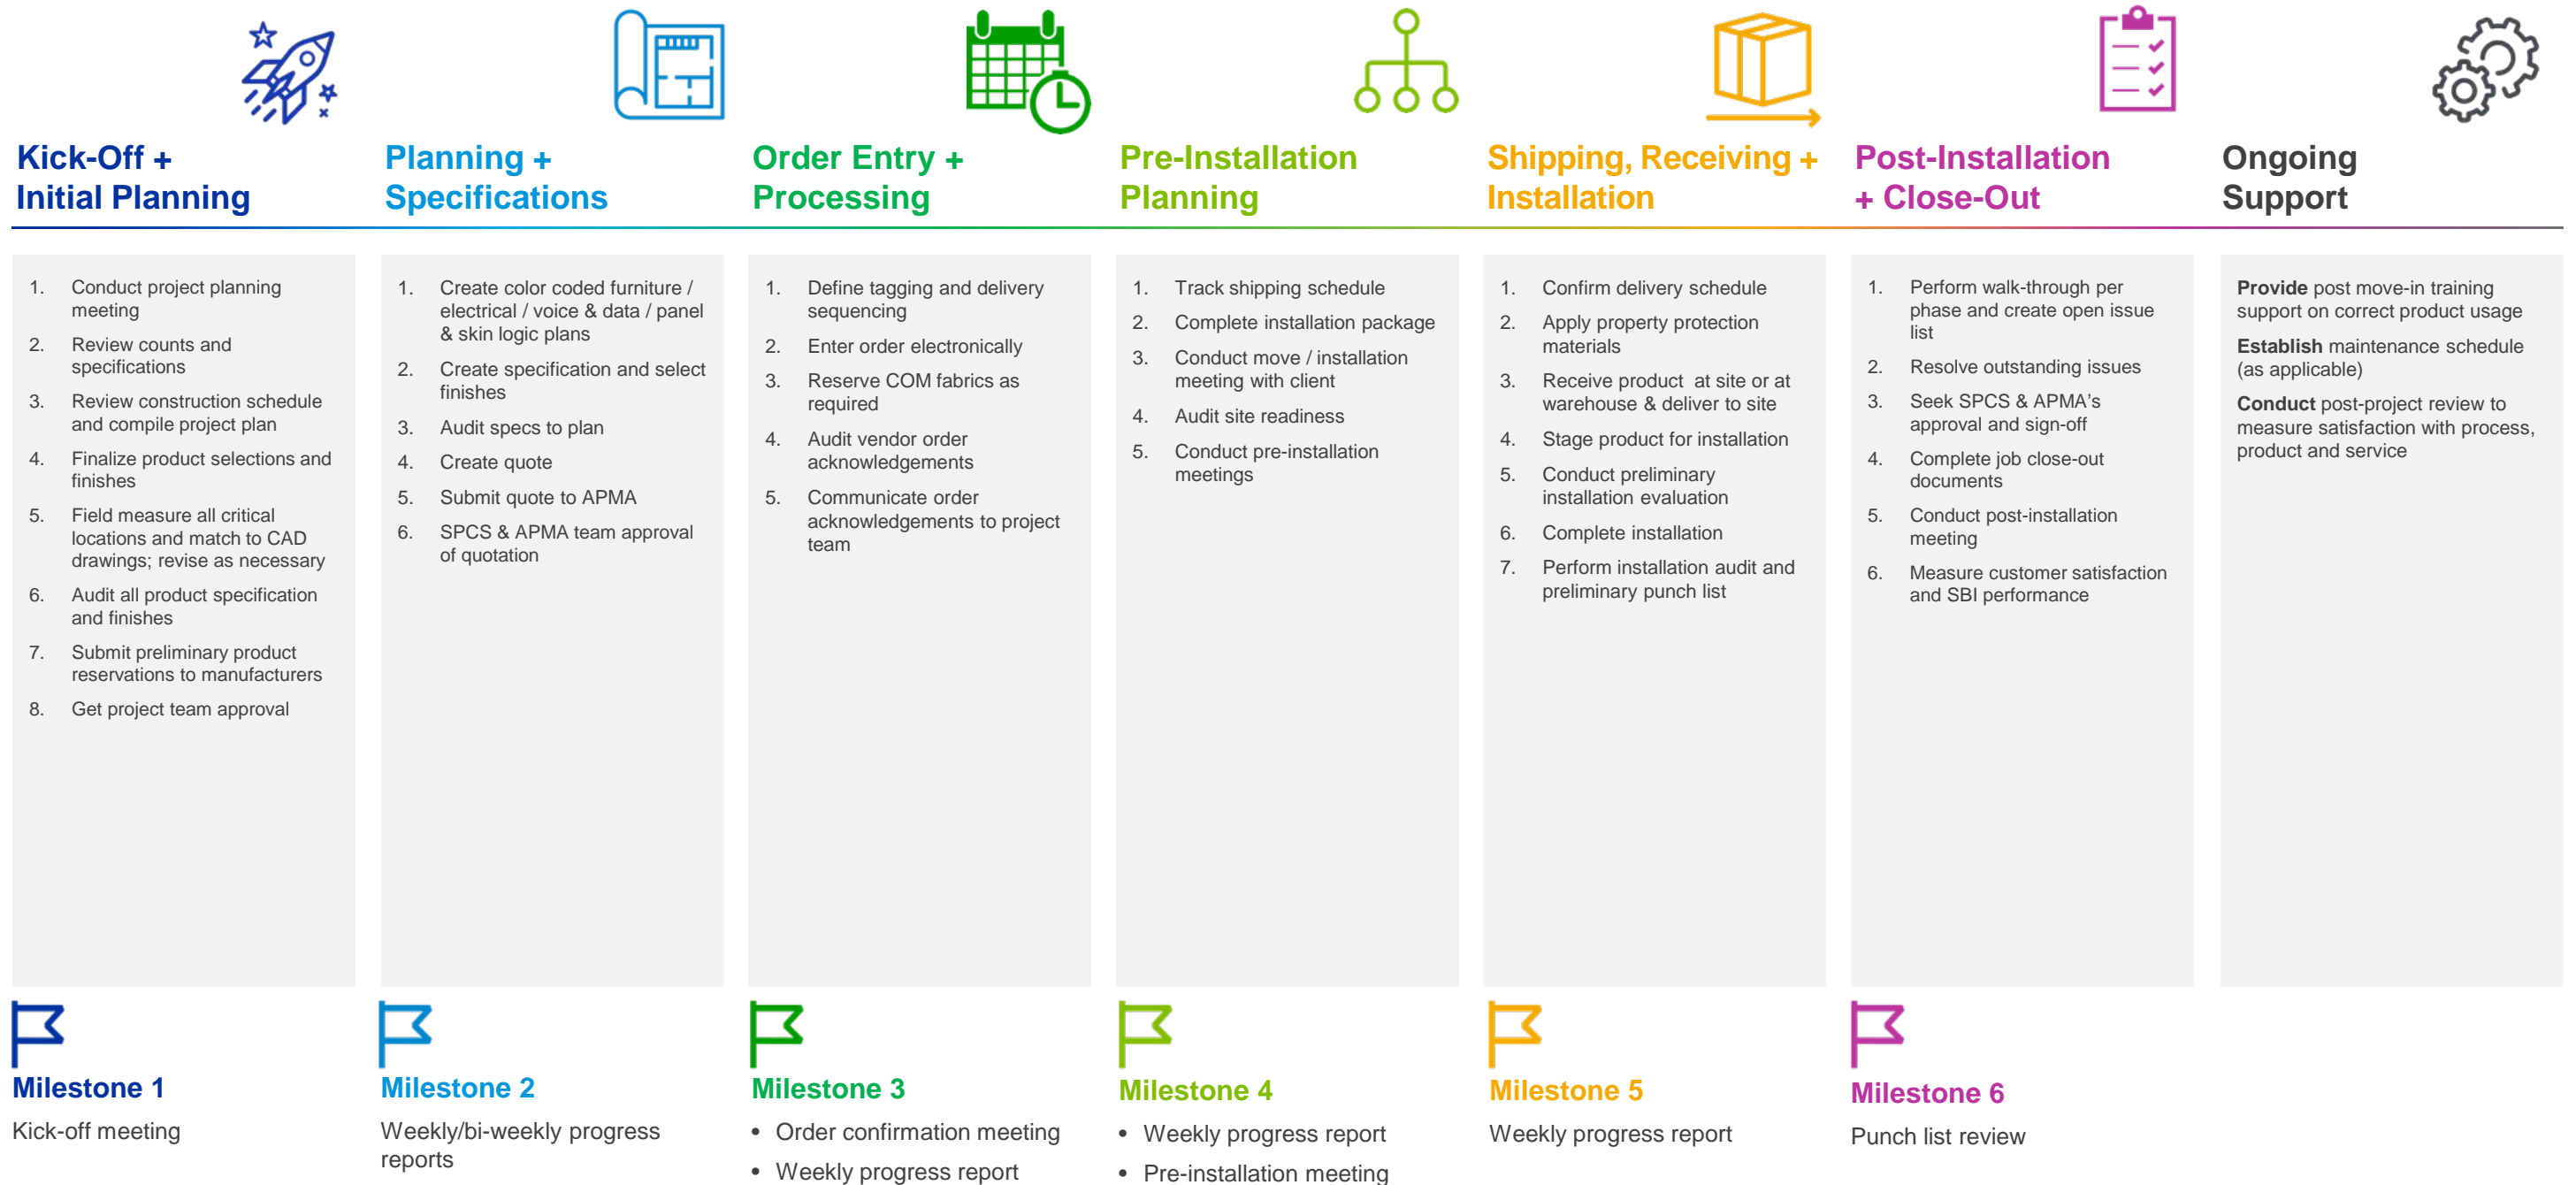 Kick-Off +
Initial Planning
Planning +
Specifications
Order Entry +
Processing
Pre-Installation
Planning
Shipping, Receiving +
Installation
Post-Installation
+ Close-Out
Ongoing
Support
1. Conduct project planning
meeting
2. Review counts and
specifications
3. Review construction schedule
and compile project plan
4. Finalize product selections and
finishes
5. Field measure all critical
locations and match to CAD
drawings; revise as necessary
6. Audit all product specification
and finishes
7. Submit preliminary product
reservations to manufacturers
8. Get project team approval
1. Create color coded furniture /
electrical / voice & data / panel
& skin logic plans
2. Create specification and select
finishes
3. Audit specs to plan
4. Create quote
5. Submit quote to APMA
6. SPCS & APMA team approval
of quotation
1. Define tagging and delivery
sequencing
2. Enter order electronically
3. Reserve COM fabrics as
required
4. Audit vendor order
acknowledgements
5. Communicate order
acknowledgements to project
team
1. Track shipping schedule
2. Complete installation package
3. Conduct move / installation
meeting with client
4. Audit site readiness
5. Conduct pre-installation
meetings
1. Confirm delivery schedule
2. Apply property protection
materials
3. Receive product at site or at
warehouse & deliver to site
4. Stage product for installation
5. Conduct preliminary
installation evaluation
6. Complete installation
7. Perform installation audit and
preliminary punch list
1. Perform walk-through per
phase and create open issue
list
2. Resolve outstanding issues
3. Seek SPCS & APMA's
approval and sign-off
4. Complete job close-out
documents
5. Conduct post-installation
meeting
6. Measure customer satisfaction
and SBI performance
Provide post move-in training
support on correct product usage
Establish maintenance schedule
(as applicable)
Conduct post-project review to
measure satisfaction with process,
product and service
Milestone 1
Kick-off meeting
Milestone 2
Weekly/bi-weekly progress
reports
Milestone 3
• Order confirmation meeting
• Weekly progress report
Milestone 4
• Weekly progress report
• Pre-installation meeting
Milestone 5
Weekly progress report
Milestone 6
Punch list review